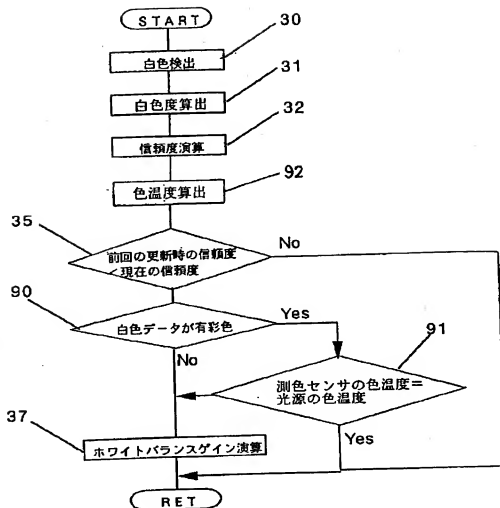 START
30
白色検出
31
白色度算出
32
信頼度演算
92
色温度算出
35
前回の更新時の信頼度
<現在の信頼度
No
90
白色データが有彩色
Yes
91
No
測色センサの色温度=
光源の色温度
37
Yes
ホワイトバランスゲイン演算
RET